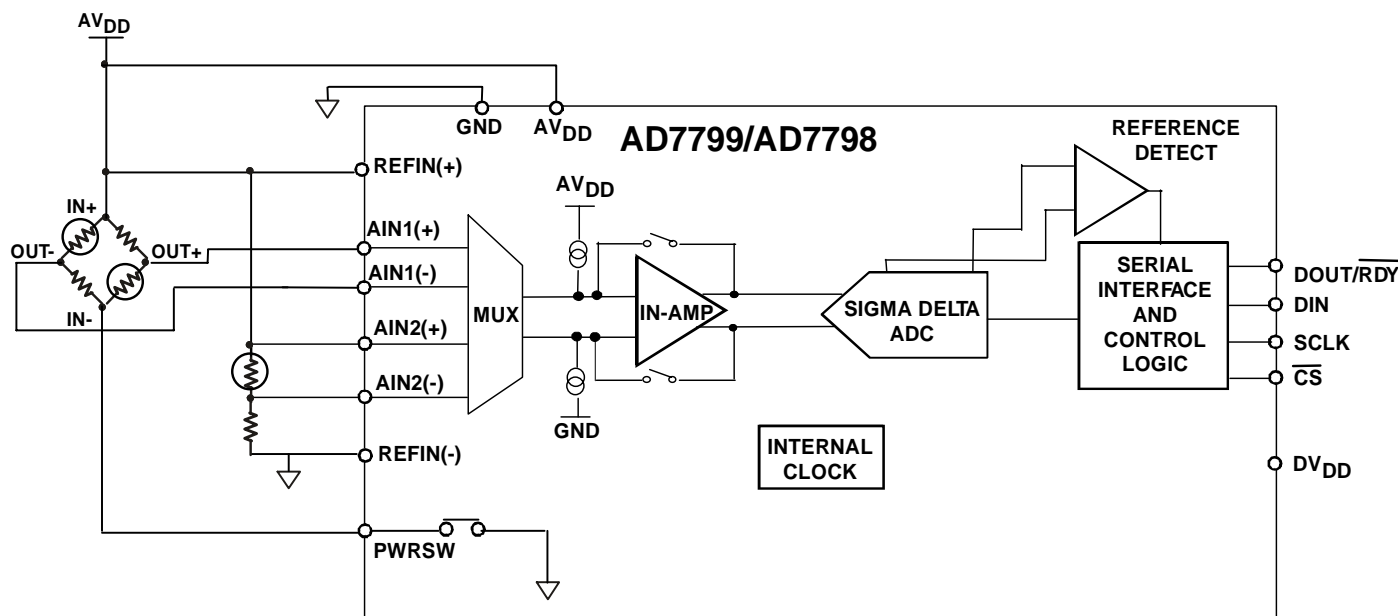 AVDD
GND
AVDD
AD7799/AD7798
REFERENCE
DETECT
REFIN(+)
AVDD
IN+
AIN1(+)
OUT-
OUT+
AIN1(-)
IN-
MUX
IN-AMP
SIGMA DELTA
ADC
SERIAL
INTERFACE
AND
CONTROL
LOGIC
DOUT/RDY
DIN
SCLK
CS
AIN2(+)
AIN2(-)
GND
INTERNAL
CLOCK
REFIN(-)
DVDD
PWRSW